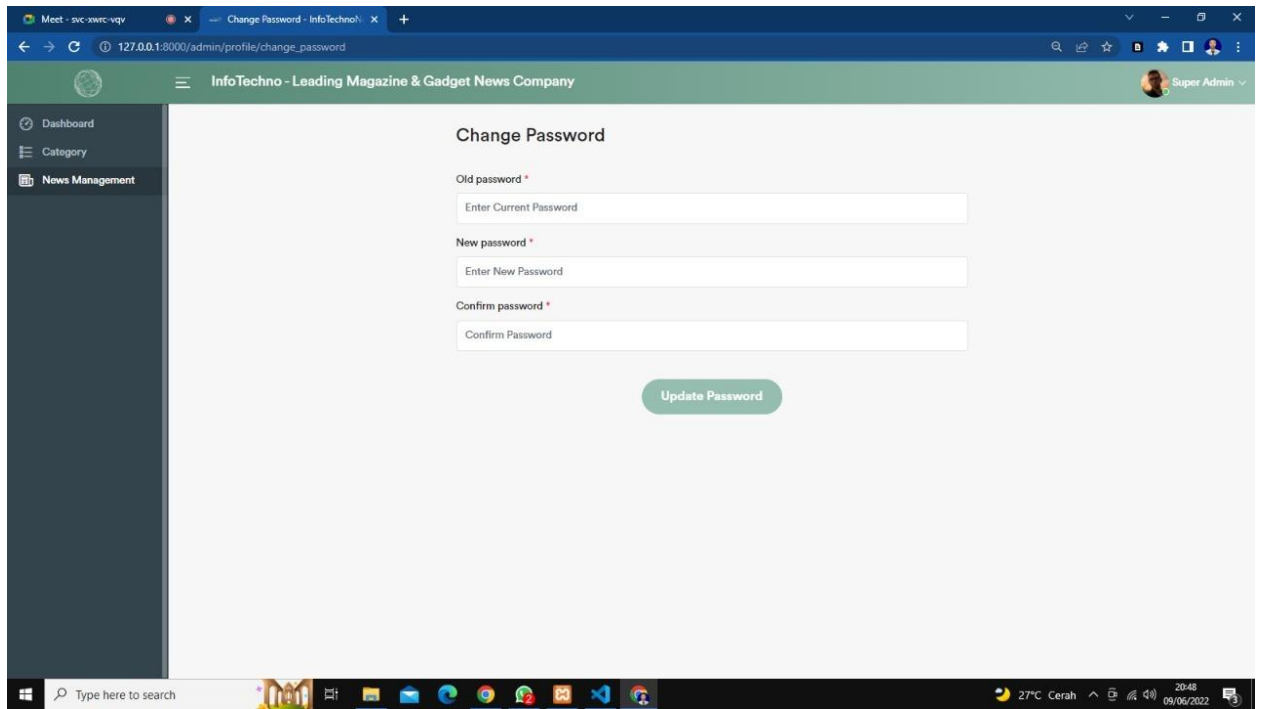 Meet - svc-xwrc-vqv
Change Password - InfoTechnoN
127.0.0.1:8000/admin/profile/change_password
InfoTechno - Leading Magazine & Gadget News Company
Super Admin
Dashboard
Category
News Management
Change Password
Old password *
Enter Current Password
New password *
Enter New Password
Confirm password *
Confirm Password
Update Password
Type here to search
27°C Cerah
20:48
09/06/2022
3